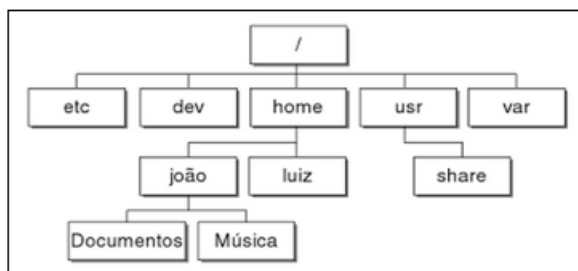 /
etc dev home usr var
joão luiz share
Documentos Música